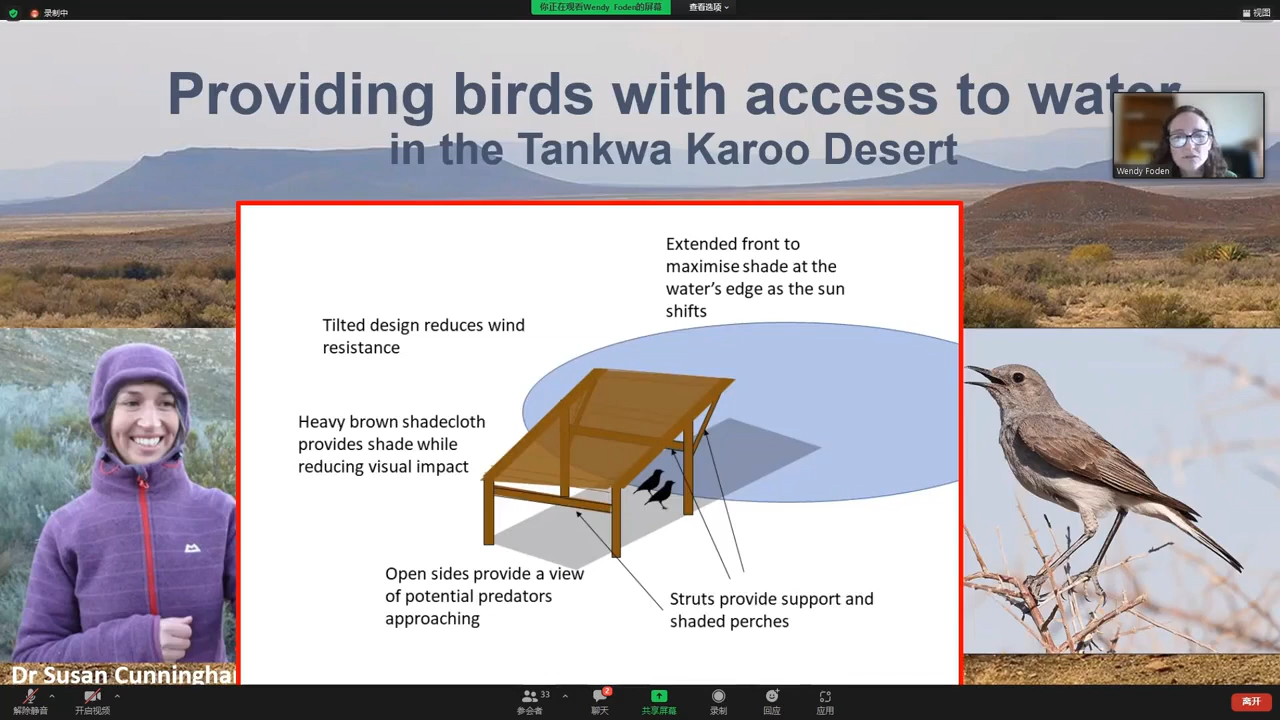 录制中
你正在观看Wendy Foden的屏幕
查看选项
视图
Providing birds with access to water
in the Tankwa Karoo Desert
Wendy Foden
Extended front to
maximise shade at the
water's edge as the sun
shifts
Tilted design reduces wind
resistance
Heavy brown shadecloth
provides shade while
reducing visual impact
Open sides provide a view
of potential predators
approaching
Struts provide support and
shaded perches
Dr Susan Cunningha
解除静音
开启视频
33
参会者
2
聊天
共享屏幕
录制
回应
应用
离开